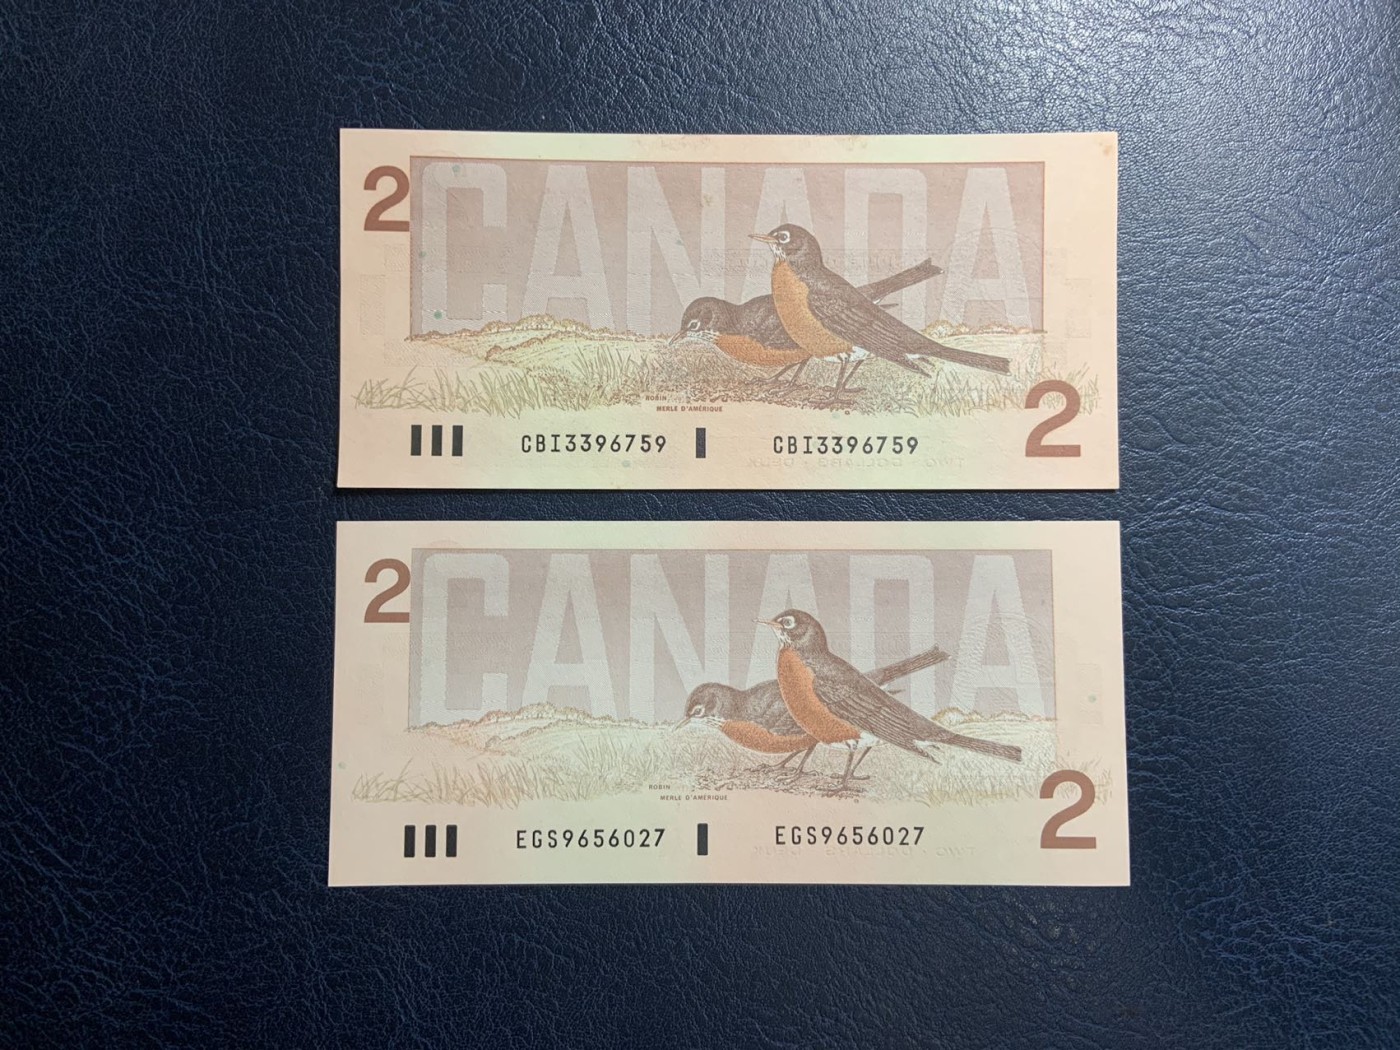 2
CANADA
ROBIN
MERLE D'AMÉRIQUE
CBI3396759 CBI3396759
2
2
CANADA
ROBIN
MERLE D'AMÉRIQUE
EGS9656027 EGS9656027
2